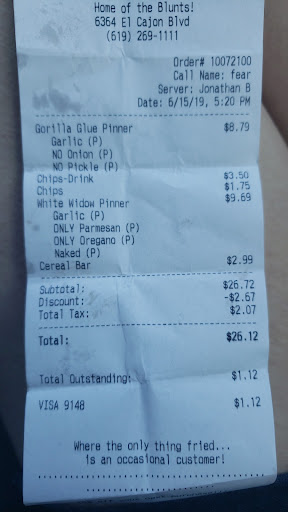 Home of the Blunts!
6364 El Cajon Blvd
(619) 269-1111
Order# 10072100
Call Name: fear
Server: Jonathan B
Date: 6/15/19, 5:20 PM
Gorilla Glue Pinner $8.79
Garlic (P)
NO Onion (P)
NO Pickle (P)
Chips-Drink $3.50
Chips $1.75
White Widow Pinner $9.69
Garlic (P)
ONLY Parmesan (P)
ONLY Oregano (P)
Naked (P)
Cereal Bar $2.99
Subtotal: $26.72
Discount: -$2.67
Total Tax: $2.07
Total: $26.12
Total Outstanding: $1.12
VISA 9148 $1.12
Where the only thing fried...
is an occasional customer!